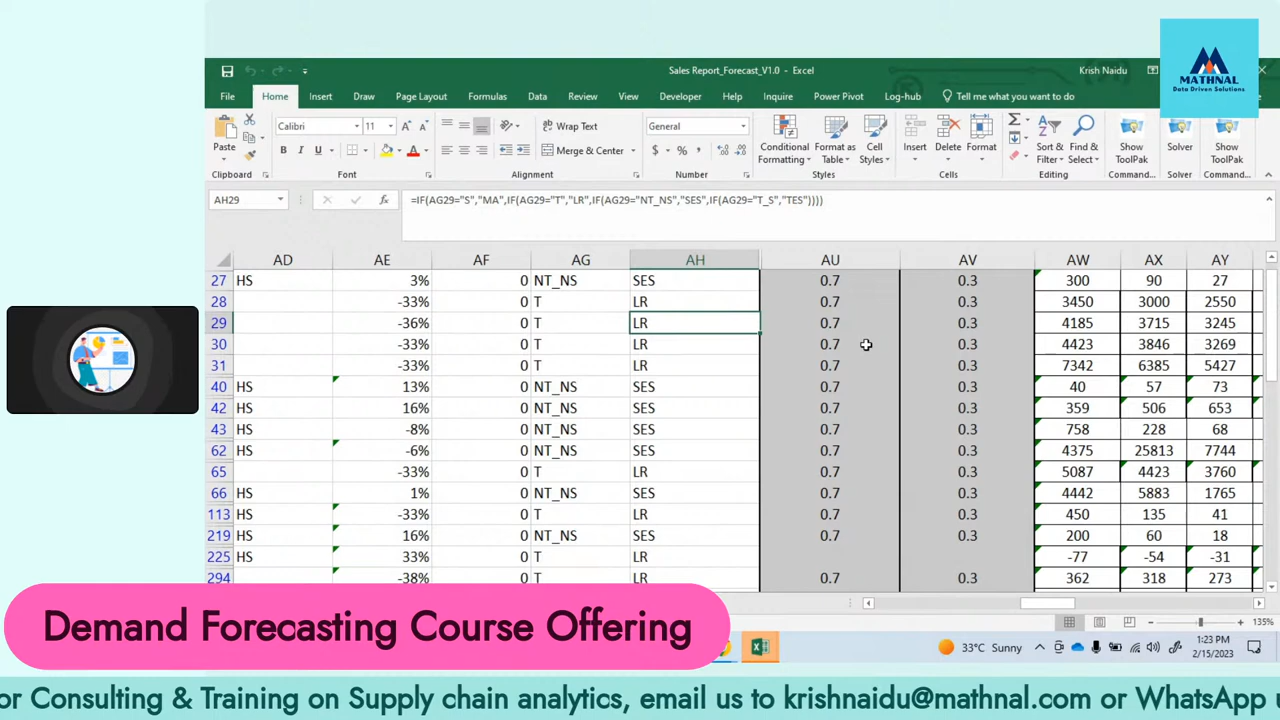 Sales Report_Forecast_V1.0 - Excel
Krish Naidu
MATHNAL
Data Driven Solutions
File Home Insert Draw Page Layout Formulas Data Review View Developer Help Inquire Power Pivot Log-hub Tell me what you want to do
Paste
Calibri 11
B I U
Wrap Text
Merge & Center
General
$ % ,
Conditional Formatting
Format as Table
Cell Styles
Insert Delete Format
Sort & Filter
Find & Select
Show ToolPak
Solver
Show ToolPak
Clipboard Font Alignment Number Styles Cells Editing Commands Solver Commands
AH29
fx
=IF(AG29="S","MA",IF(AG29="T","LR",IF(AG29="NT_NS","SES",IF(AG29="T_S","TES"))))
AD AE AF AG AH AU AV AW AX AY
27 HS 3% 0 NT_NS SES 0.7 0.3 300 90 27
28 -33% 0 T LR 0.7 0.3 3450 3000 2550
29 -36% 0 T LR 0.7 0.3 4185 3715 3245
30 -33% 0 T LR 0.7 0.3 4423 3846 3269
31 -33% 0 T LR 0.7 0.3 7342 6385 5427
40 HS 13% 0 NT_NS SES 0.7 0.3 40 57 73
42 HS 16% 0 NT_NS SES 0.7 0.3 359 506 653
43 HS -8% 0 NT_NS SES 0.7 0.3 758 228 68
62 HS -6% 0 NT_NS SES 0.7 0.3 4375 25813 7744
65 -33% 0 T LR 0.7 0.3 5087 4423 3760
66 HS 1% 0 NT_NS SES 0.7 0.3 4442 5883 1765
113 HS -33% 0 T LR 0.7 0.3 450 135 41
219 HS 16% 0 NT_NS SES 0.7 0.3 200 60 18
225 HS 33% 0 T LR -77 -54 -31
294 -38% 0 T LR 0.7 0.3 362 318 273
135%
Demand Forecasting Course Offering
33°C Sunny
1:23 PM
2/15/2023
or Consulting & Training on Supply chain analytics, email us to krishnaidu@mathnal.com or WhatsApp